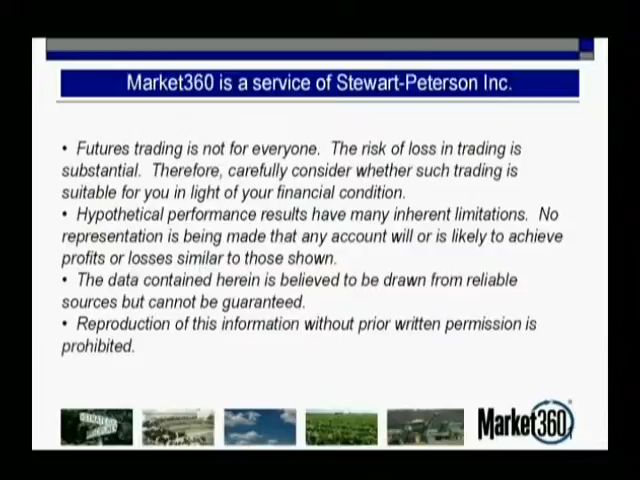 Market360 is a service of Stewart-Peterson Inc.
• Futures trading is not for everyone. The risk of loss in trading is
substantial. Therefore, carefully consider whether such trading is
suitable for you in light of your financial condition.
• Hypothetical performance results have many inherent limitations. No
representation is being made that any account will or is likely to achieve
profits or losses similar to those shown.
• The data contained herein is believed to be drawn from reliable
sources but cannot be guaranteed.
• Reproduction of this information without prior written permission is
prohibited.
Market360